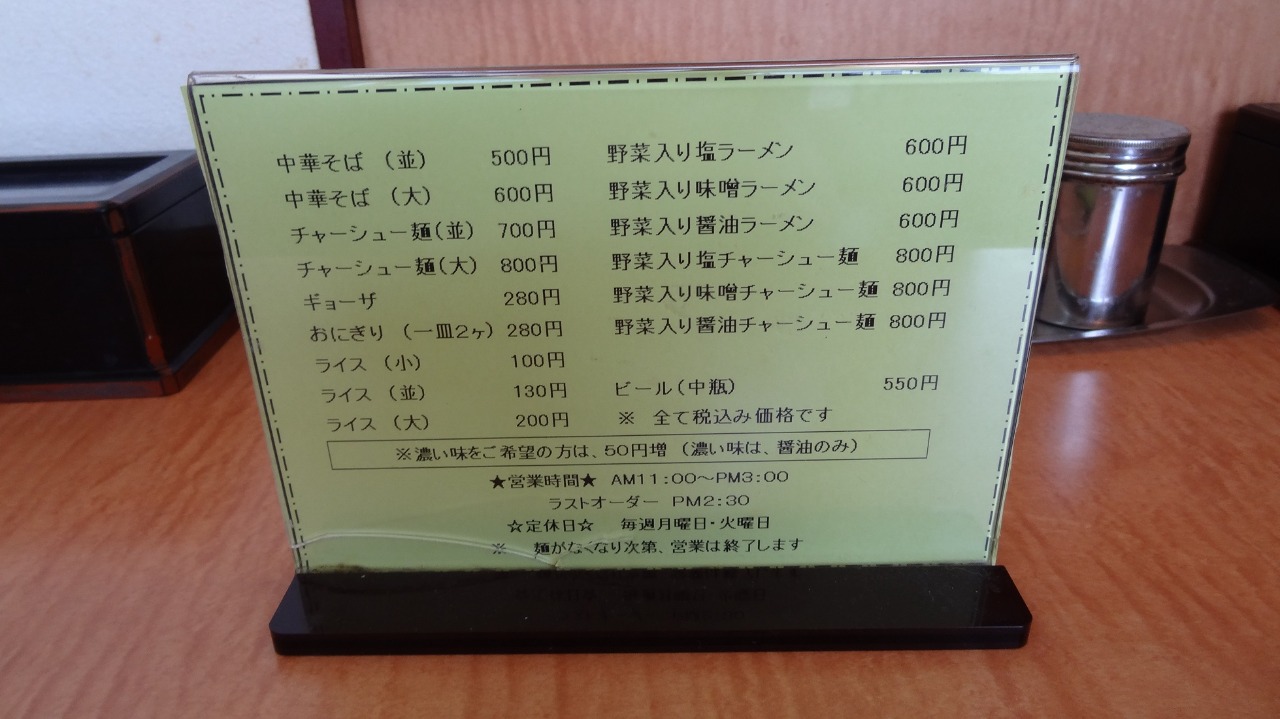 中華そば （並） 500円
中華そば （大） 600円
チャーシュー麺（並） 700円
チャーシュー麺（大） 800円
ギョーザ 280円
おにぎり （一皿２ヶ） 280円
ライス （小） 100円
ライス （並） 130円
ライス （大） 200円
野菜入り塩ラーメン 600円
野菜入り味噌ラーメン 600円
野菜入り醤油ラーメン 600円
野菜入り塩チャーシュー麺 800円
野菜入り味噌チャーシュー麺 800円
野菜入り醤油チャーシュー麺 800円
ビール（中瓶） 550円
※ 全て税込み価格です
※濃い味をご希望の方は、50円増 （濃い味は、醤油のみ）
★営業時間★ AM11:00～PM3:00
ラストオーダー PM2:30
☆定休日☆ 毎週月曜日・火曜日
※ 麺がなくなり次第、営業は終了します